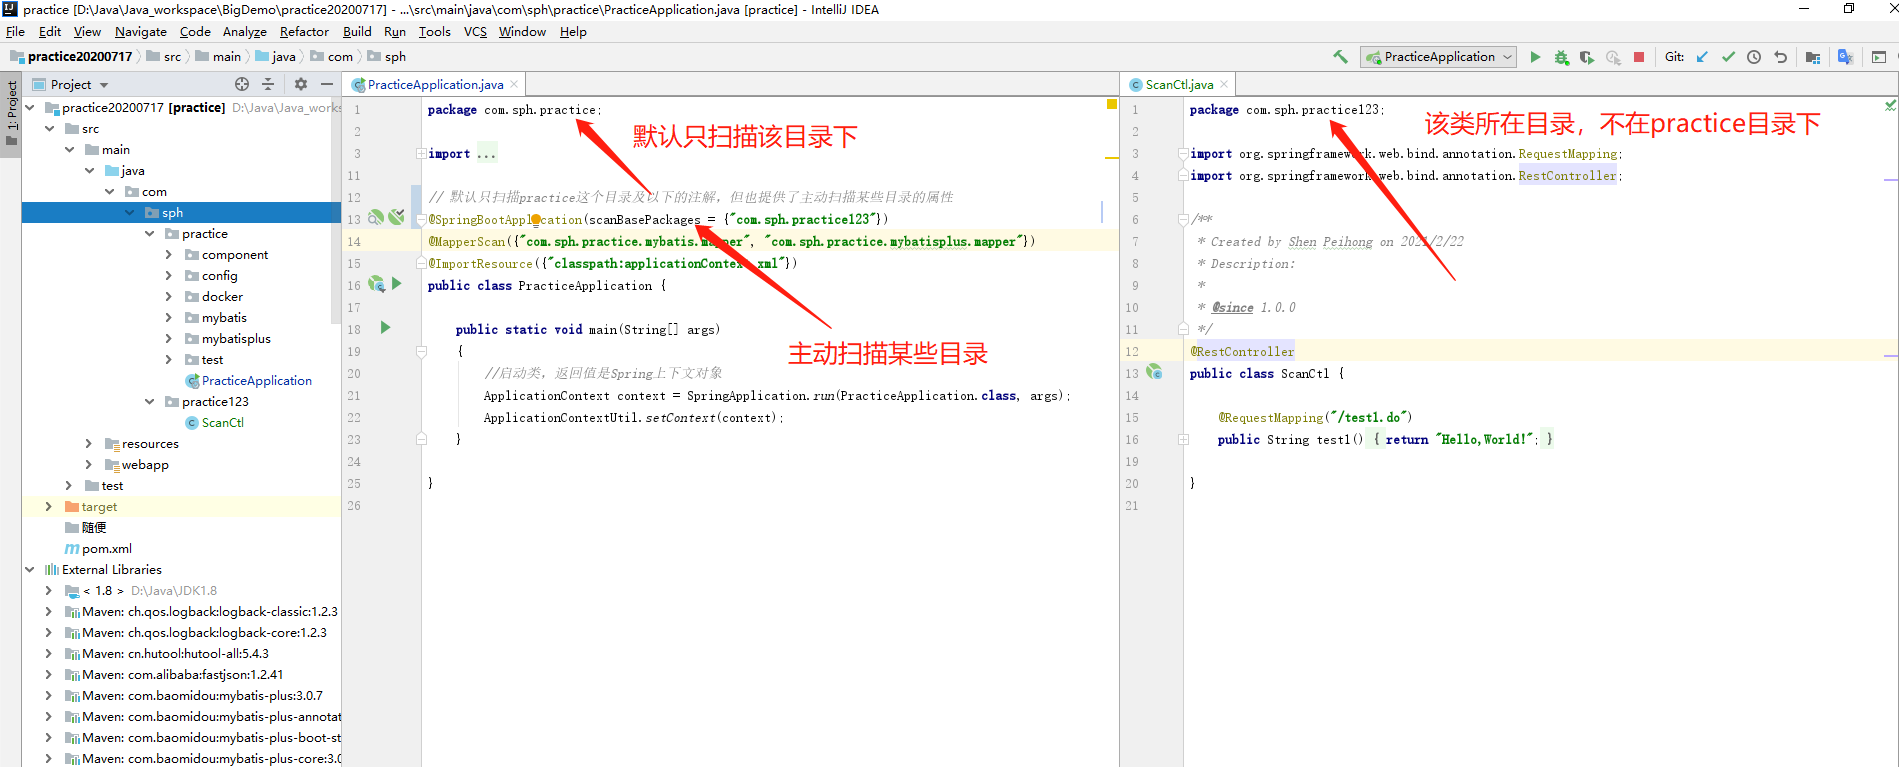 practice [D:\Java\Java_workspace\BigDemo\practice20200717] - ...\src\main\java\com\sph\practice\PracticeApplication.java [practice] - IntelliJ IDEA
File Edit View Navigate Code Analyze Refactor Build Run Tools VCS Window Help
practice20200717 src main java com sph
PracticeApplication Git:
1: Project
Project
practice20200717 [practice] D:\Java\Java_works
src
main
java
com
sph
practice
component
config
docker
mybatis
mybatisplus
test
PracticeApplication
practice123
ScanCtl
resources
webapp
test
target
随便
pom.xml
External Libraries
< 1.8 > D:\Java\JDK1.8
Maven: ch.qos.logback:logback-classic:1.2.3
Maven: ch.qos.logback:logback-core:1.2.3
Maven: cn.hutool:hutool-all:5.4.3
Maven: com.alibaba:fastjson:1.2.41
Maven: com.baomidou:mybatis-plus:3.0.7
Maven: com.baomidou:mybatis-plus-annotat
Maven: com.baomidou:mybatis-plus-boot-st
Maven: com.baomidou:mybatis-plus-core:3.0
PracticeApplication.java
1 package com.sph.practice;
默认只扫描该目录下
2
3 import ...
11
12 // 默认只扫描practice这个目录及以下的注解，但也提供了主动扫描某些目录的属性
13 @SpringBootApplication(scanBasePackages = {"com.sph.practice123"})
14 @MapperScan({"com.sph.practice.mybatis.mapper", "com.sph.practice.mybatisplus.mapper"})
15 @ImportResource({"classpath:applicationContext.xml"})
16 public class PracticeApplication {
17
18 public static void main(String[] args)
19 {
主动扫描某些目录
20 //启动类，返回值是Spring上下文对象
21 ApplicationContext context = SpringApplication.run(PracticeApplication.class, args);
22 ApplicationContextUtil.setContext(context);
23 }
24
25 }
26
ScanCtl.java
1 package com.sph.practice123;
该类所在目录，不在practice目录下
2
3 import org.springframework.web.bind.annotation.RequestMapping;
4 import org.springframework.web.bind.annotation.RestController;
5
6 /**
7 * Created by Shen Peihong on 2021/2/22
8 * Description:
9 *
10 * @since 1.0.0
11 */
12 @RestController
13 public class ScanCtl {
14
15 @RequestMapping("/test1.do")
16 public String test1() { return "Hello,World!"; }
19
20 }
21